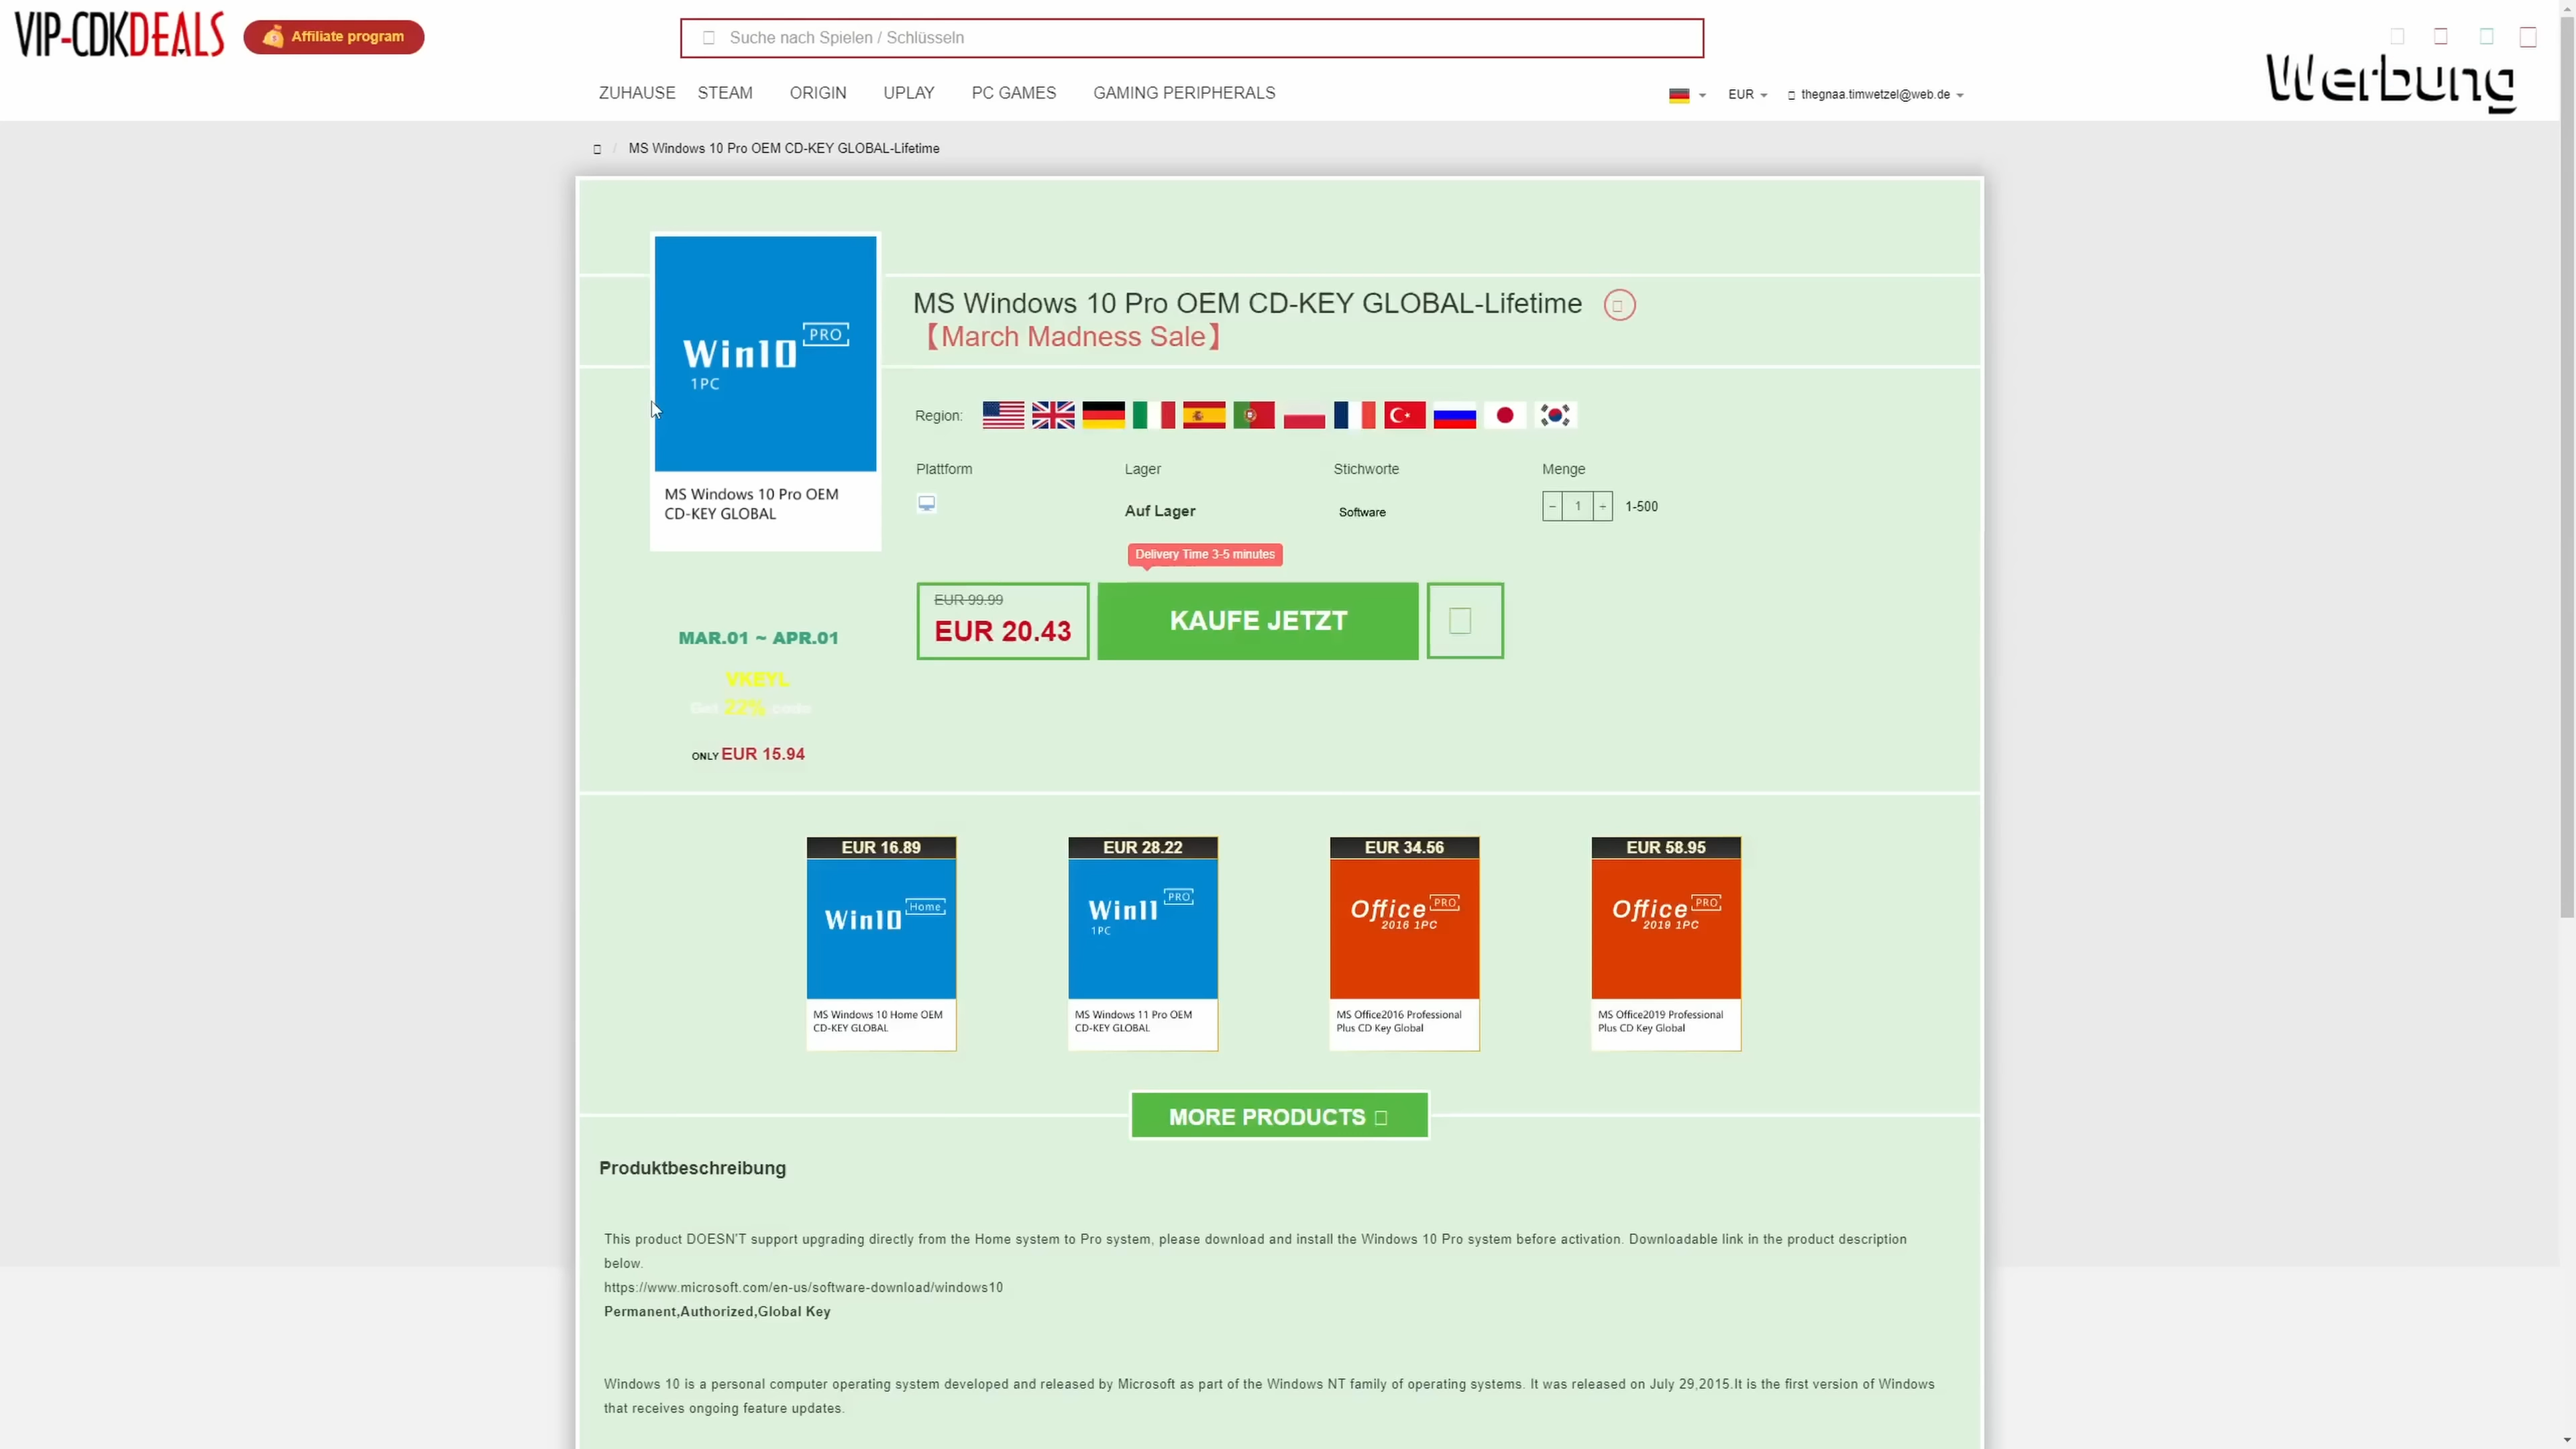 VIP-CDKDEALS
Affiliate program
Suche nach Spielen / Schlüsseln
Werbung
ZUHAUSE STEAM ORIGIN UPLAY PC GAMES GAMING PERIPHERALS
EUR thegnaa.timwetzel@web.de
/ MS Windows 10 Pro OEM CD-KEY GLOBAL-Lifetime
Win10 PRO
1PC
MS Windows 10 Pro OEM
CD-KEY GLOBAL
MS Windows 10 Pro OEM CD-KEY GLOBAL-Lifetime
【March Madness Sale】
Region:
Plattform Lager Stichworte Menge
Auf Lager Software − 1 + 1-500
Delivery Time 3-5 minutes
EUR 99.99
EUR 20.43
KAUFE JETZT
MAR.01 ~ APR.01
VKEYL
Get 22% code
ONLY EUR 15.94
EUR 16.89 EUR 28.22 EUR 34.56 EUR 58.95
Win10 Home
Win11 PRO
1PC
Office PRO
2016 1PC
Office PRO
2019 1PC
MS Windows 10 Home OEM
CD-KEY GLOBAL
MS Windows 11 Pro OEM
CD-KEY GLOBAL
MS Office2016 Professional
Plus CD Key Global
MS Office2019 Professional
Plus CD Key Global
MORE PRODUCTS
Produktbeschreibung
This product DOESN'T support upgrading directly from the Home system to Pro system, please download and install the Windows 10 Pro system before activation. Downloadable link in the product description
below.
https://www.microsoft.com/en-us/software-download/windows10
Permanent,Authorized,Global Key
Windows 10 is a personal computer operating system developed and released by Microsoft as part of the Windows NT family of operating systems. It was released on July 29,2015.It is the first version of Windows
that receives ongoing feature updates.